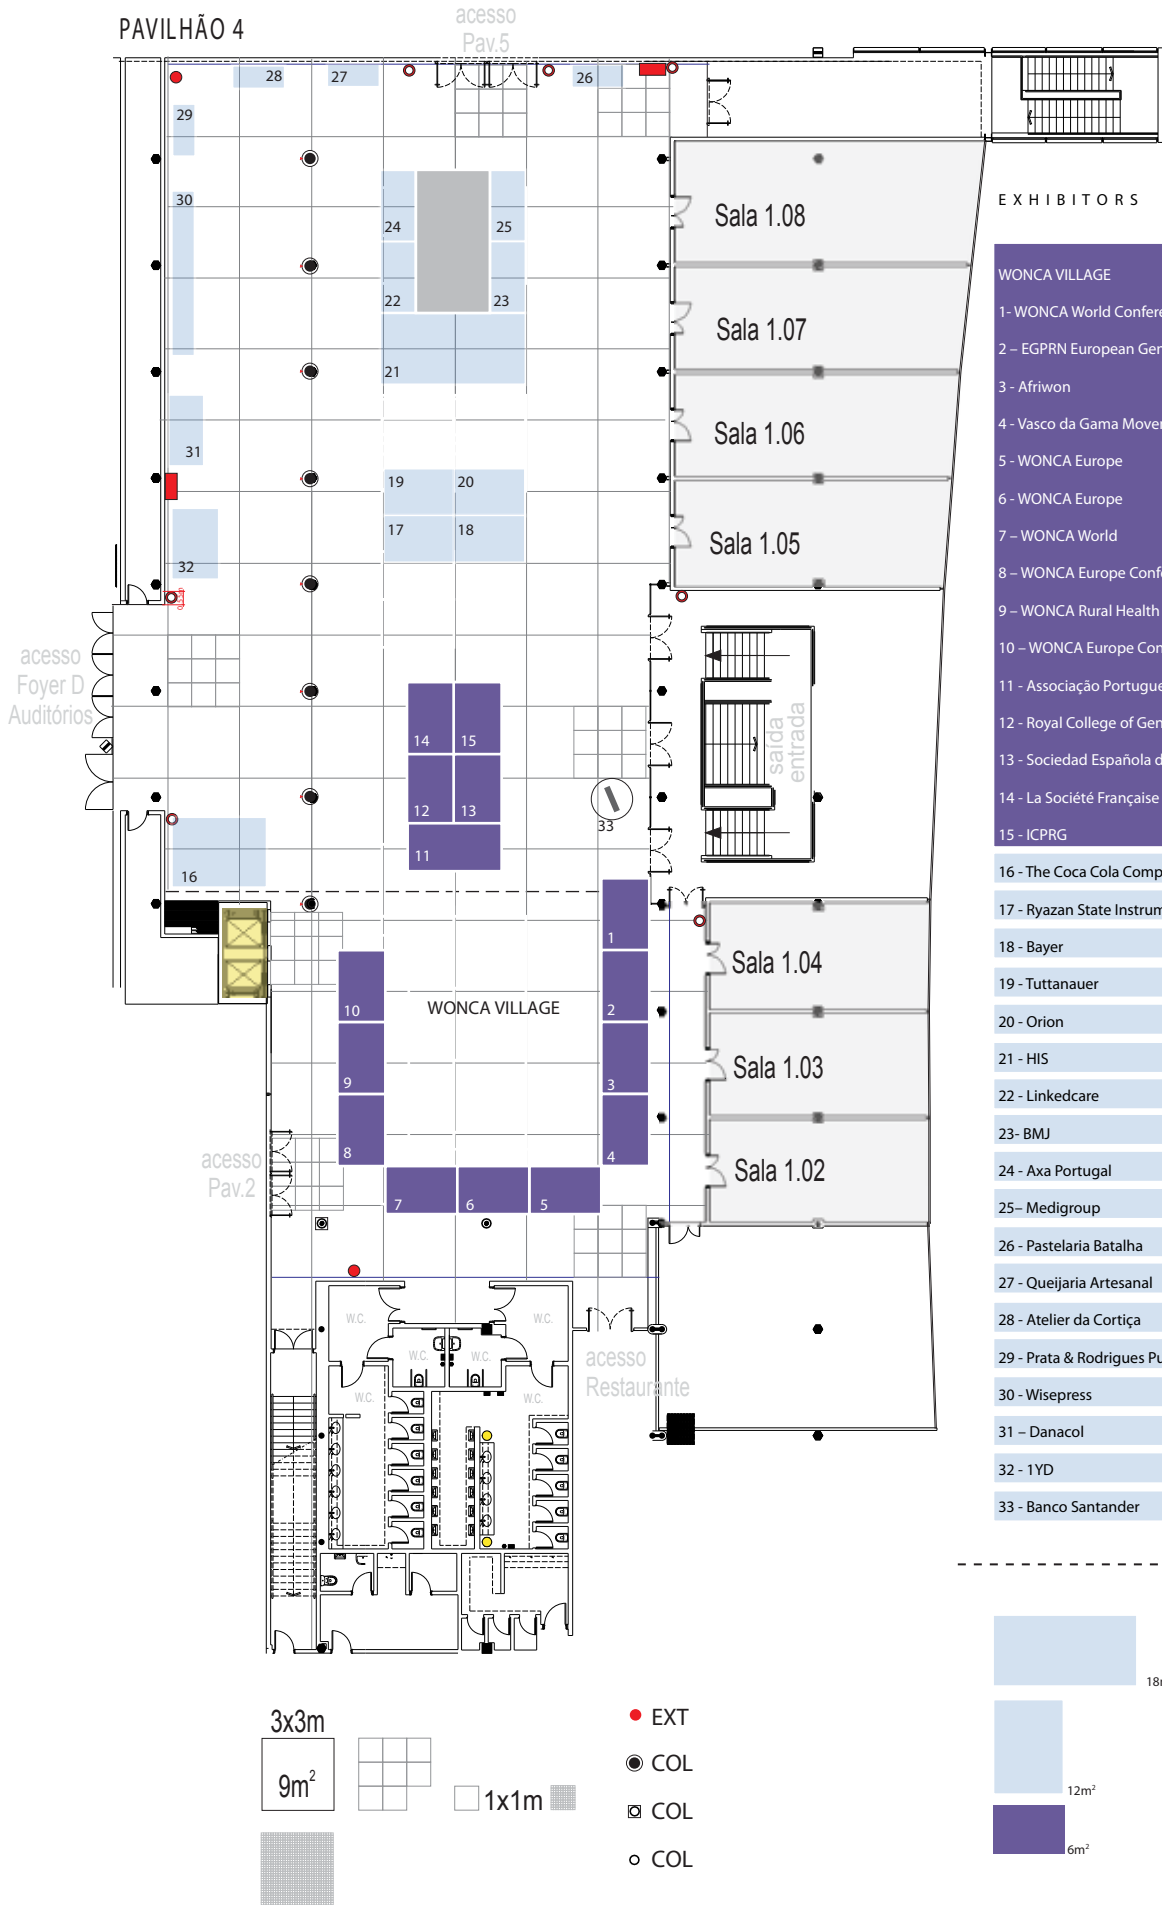 PAVILHÃO 4
acesso
Pav.5
28
27
26
29
30
24
25
22
23
21
31
19
20
17
18
32
Sala 1.08
Sala 1.07
Sala 1.06
Sala 1.05
acesso
Foyer D
Auditórios
14
15
12
13
11
33
16
saída
entrada
1
2
3
4
10
9
8
7
6
5
WONCA VILLAGE
Sala 1.04
Sala 1.03
Sala 1.02
acesso
Pav.2
W.C.
W.C.
W.C.
W.C.
W.C.
W.C.
acesso
Restaurante
EXHIBITORS
WONCA VILLAGE
1- WONCA World Confere
2 – EGPRN European Gen
3 - Afriwon
4 - Vasco da Gama Movem
5 - WONCA Europe
6 - WONCA Europe
7 – WONCA World
8 – WONCA Europe Confe
9 – WONCA Rural Health
10 – WONCA Europe Con
11 - Associação Portugue
12 - Royal College of Gen
13 - Sociedad Española d
14 - La Société Française
15 - ICPRG
16 - The Coca Cola Comp
17 - Ryazan State Instrum
18 - Bayer
19 - Tuttanauer
20 - Orion
21 - HIS
22 - Linkedcare
23- BMJ
24 - Axa Portugal
25– Medigroup
26 - Pastelaria Batalha
27 - Queijaria Artesanal
28 - Atelier da Cortiça
29 - Prata & Rodrigues Pu
30 - Wisepress
31 – Danacol
32 - 1YD
33 - Banco Santander
18m
12m²
6m²
3x3m
9m²
1x1m
EXT
COL
COL
COL